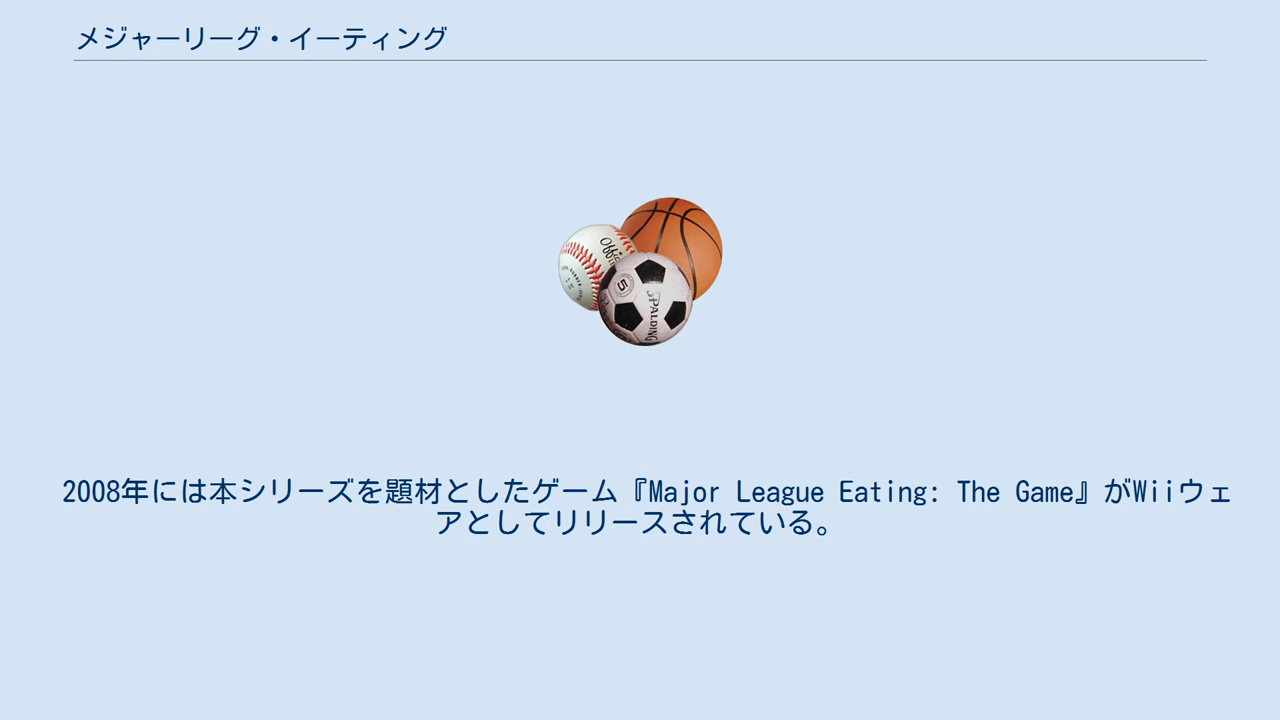 メジャーリーグ・イーティング
Offic
5
SPALDING
2008年には本シリーズを題材としたゲーム『Major League Eating: The Game』がWiiウェ
アとしてリリースされている。